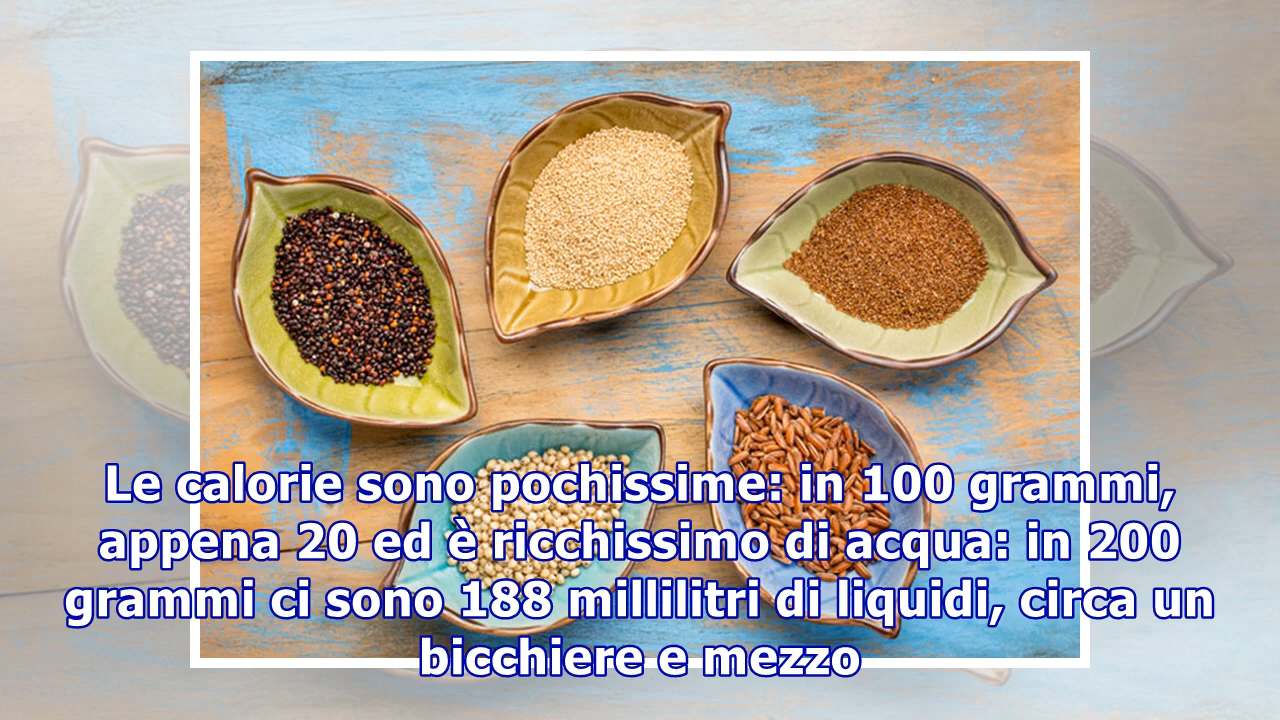 Le calorie sono pochissime: in 100 grammi,
appena 20 ed è ricchissimo di acqua: in 200
grammi ci sono 188 millilitri di liquidi, circa un
bicchiere e mezzo